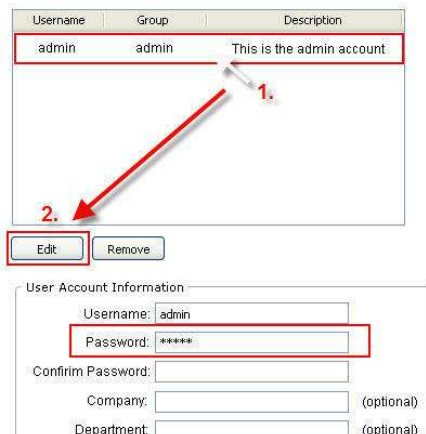 Username Group Description
admin admin This is the admin account
1.
2.
Edit Remove
User Account Information
Username: admin
Password: *****
Confirim Password:
Company: (optional)
Department: (optional)